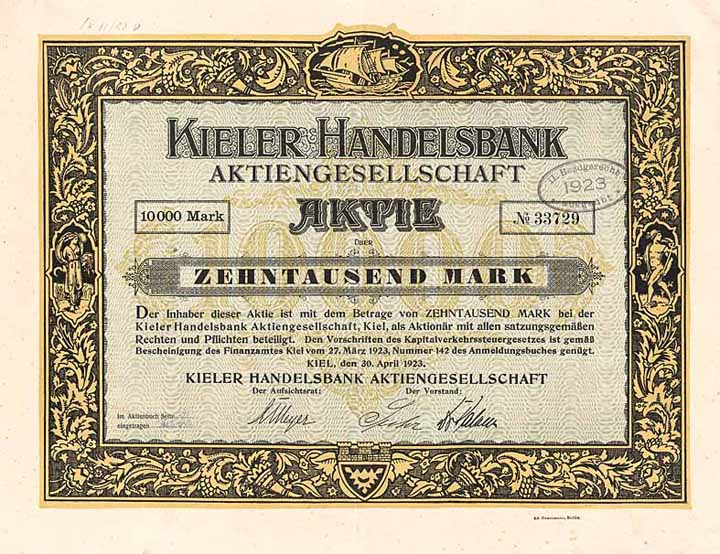 KIELER HANDELSBANK
AKTIENGESELLSCHAFT
II. Bezugsrecht
1923
10000 Mark
AKTIE
№ 33729
ÜBER
ZEHNTAUSEND MARK
Der Inhaber dieser Aktie ist mit dem Betrage von ZEHNTAUSEND MARK bei der
Kieler Handelsbank Aktiengesellschaft, Kiel, als Aktionär mit allen satzungsgemäßen
Rechten und Pflichten beteiligt. Den Vorschriften des Kapitalverkehrssteuergesetzes ist gemäß
Bescheinigung des Finanzamtes Kiel vom 27. März 1923, Nummer 142 des Anmeldungsbuches genügt.
KIEL, den 30. April 1923.
KIELER HANDELSBANK AKTIENGESELLSCHAFT
Der Aufsichtsrat: Der Vorstand:
Im Aktienbuch Seite
eingetragen